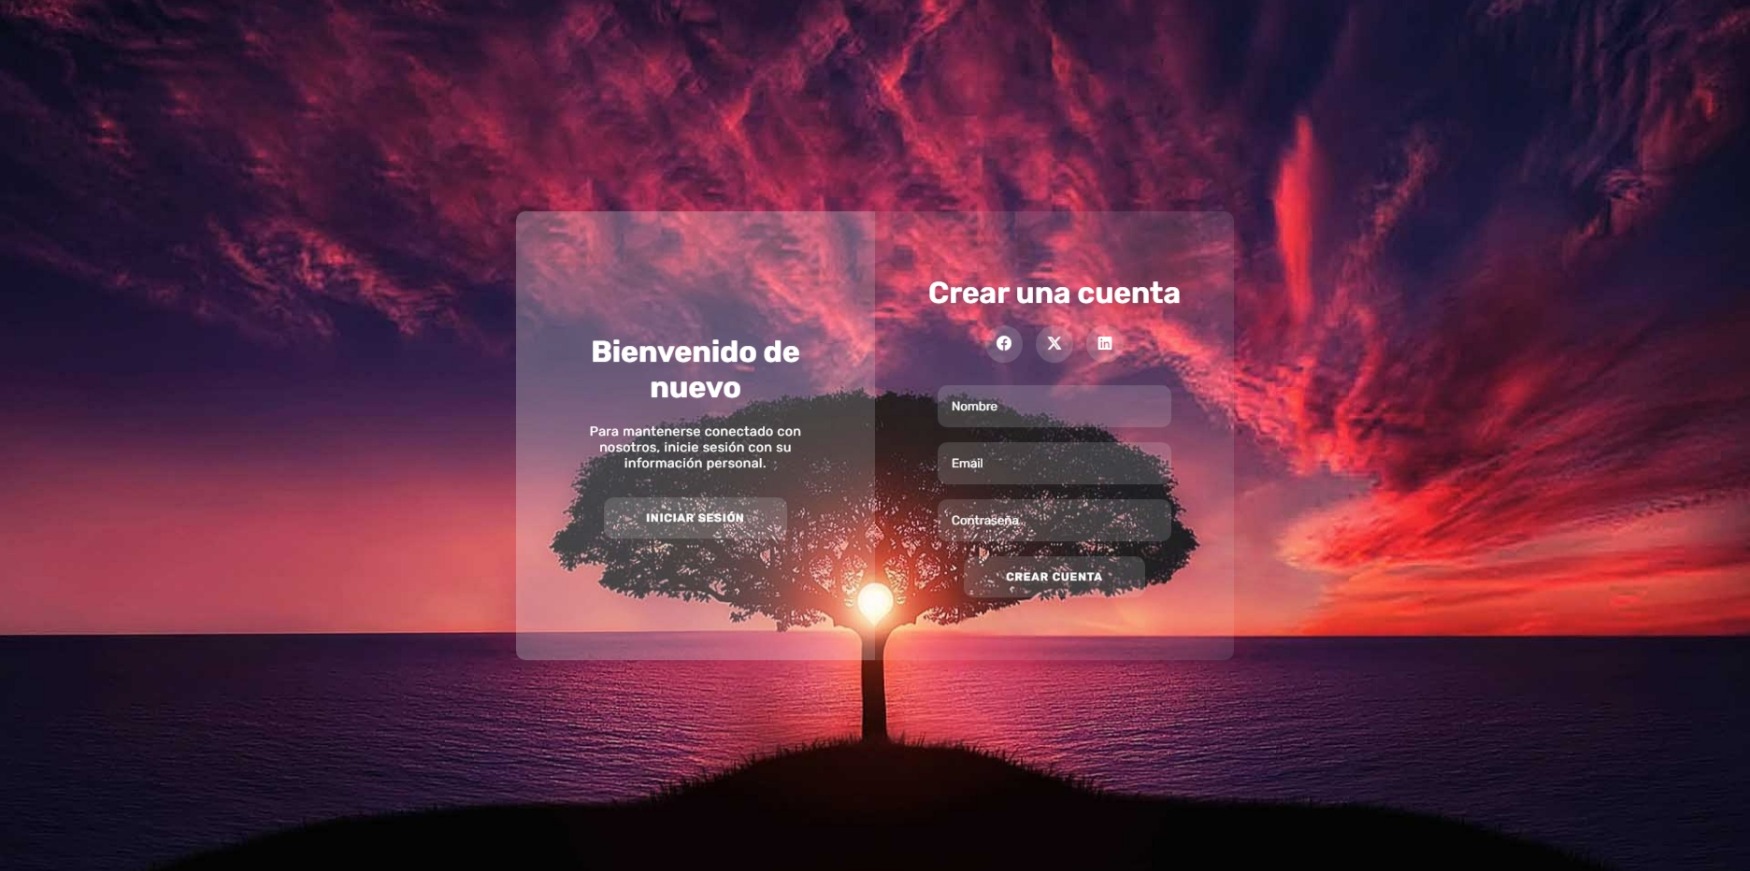 Bienvenido de
nuevo
Para mantenerse conectado con
nosotros, inicie sesión con su
información personal.
INICIAR SESIÓN
Crear una cuenta
Nombre
Email
Contraseña
CREAR CUENTA